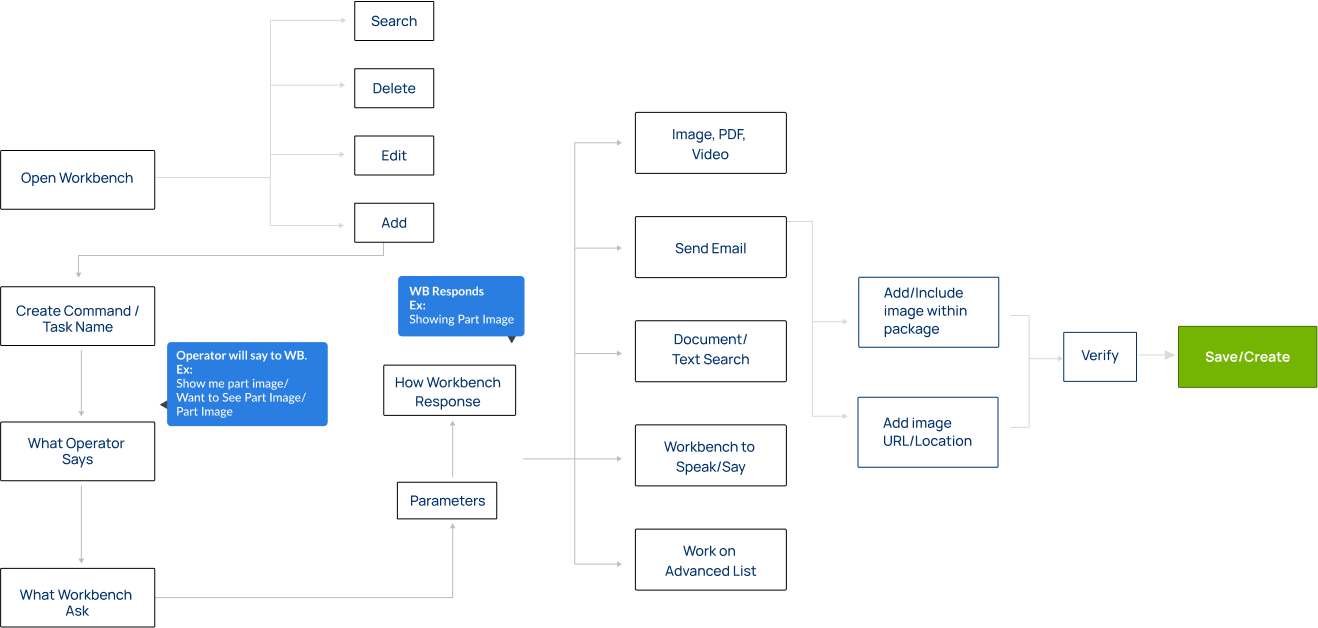 Search
Delete
Edit
Add
Open Workbench
Create Command /
Task Name
Operator will say to WB.
Ex:
Show me part image/
Want to See Part Image/
Part Image
What Operator
Says
What Workbench
Ask
WB Responds
Ex:
Showing Part Image
How Workbench
Response
Parameters
Image, PDF,
Video
Send Email
Document/
Text Search
Workbench to
Speak/Say
Work on
Advanced List
Add/Include
image within
package
Add image
URL/Location
Verify
Save/Create